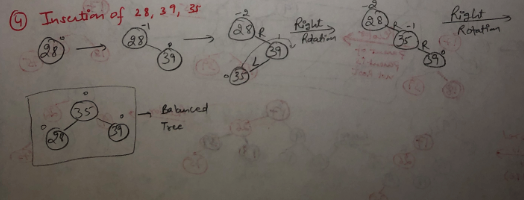 ④ Insertion of 28, 39, 35
28 0 → -1 28 0 39 → -2 28 R 1 39 L 0 35 Right Rotation → -2 28 R -1 35 R 0 39 Right Rotation →
0 35 0 28 0 39 → Balanced
Tree